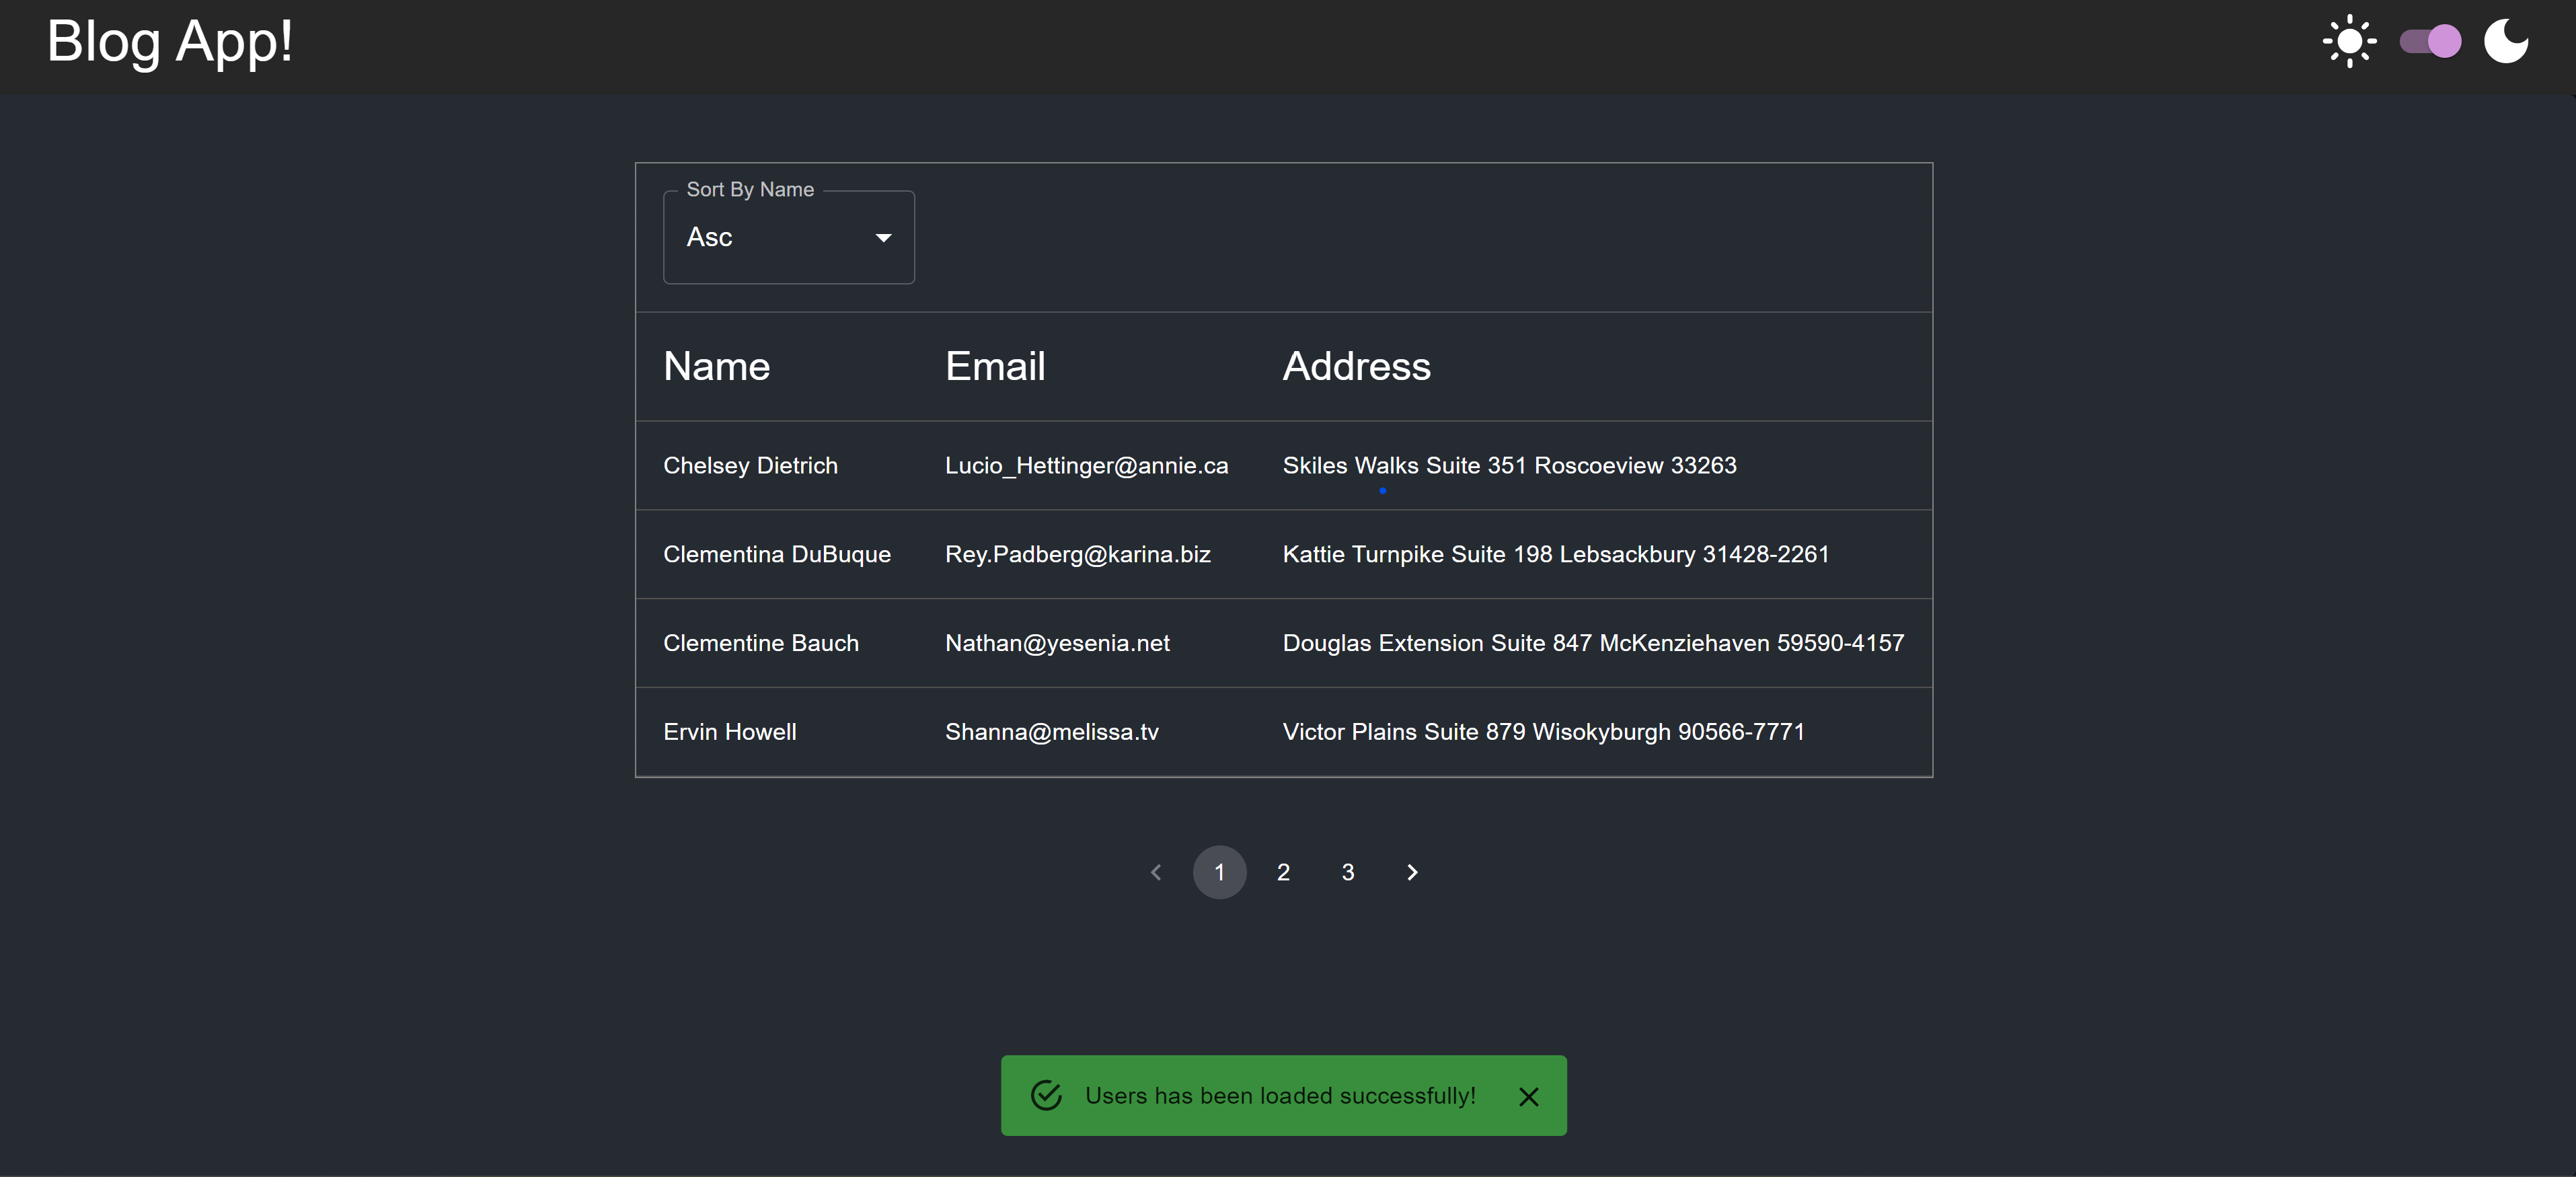 Blog App!
Sort By Name
Asc
Name Email Address
Chelsey Dietrich Lucio_Hettinger@annie.ca Skiles Walks Suite 351 Roscoeview 33263
Clementina DuBuque Rey.Padberg@karina.biz Kattie Turnpike Suite 198 Lebsackbury 31428-2261
Clementine Bauch Nathan@yesenia.net Douglas Extension Suite 847 McKenziehaven 59590-4157
Ervin Howell Shanna@melissa.tv Victor Plains Suite 879 Wisokyburgh 90566-7771
1 2 3
Users has been loaded successfully!